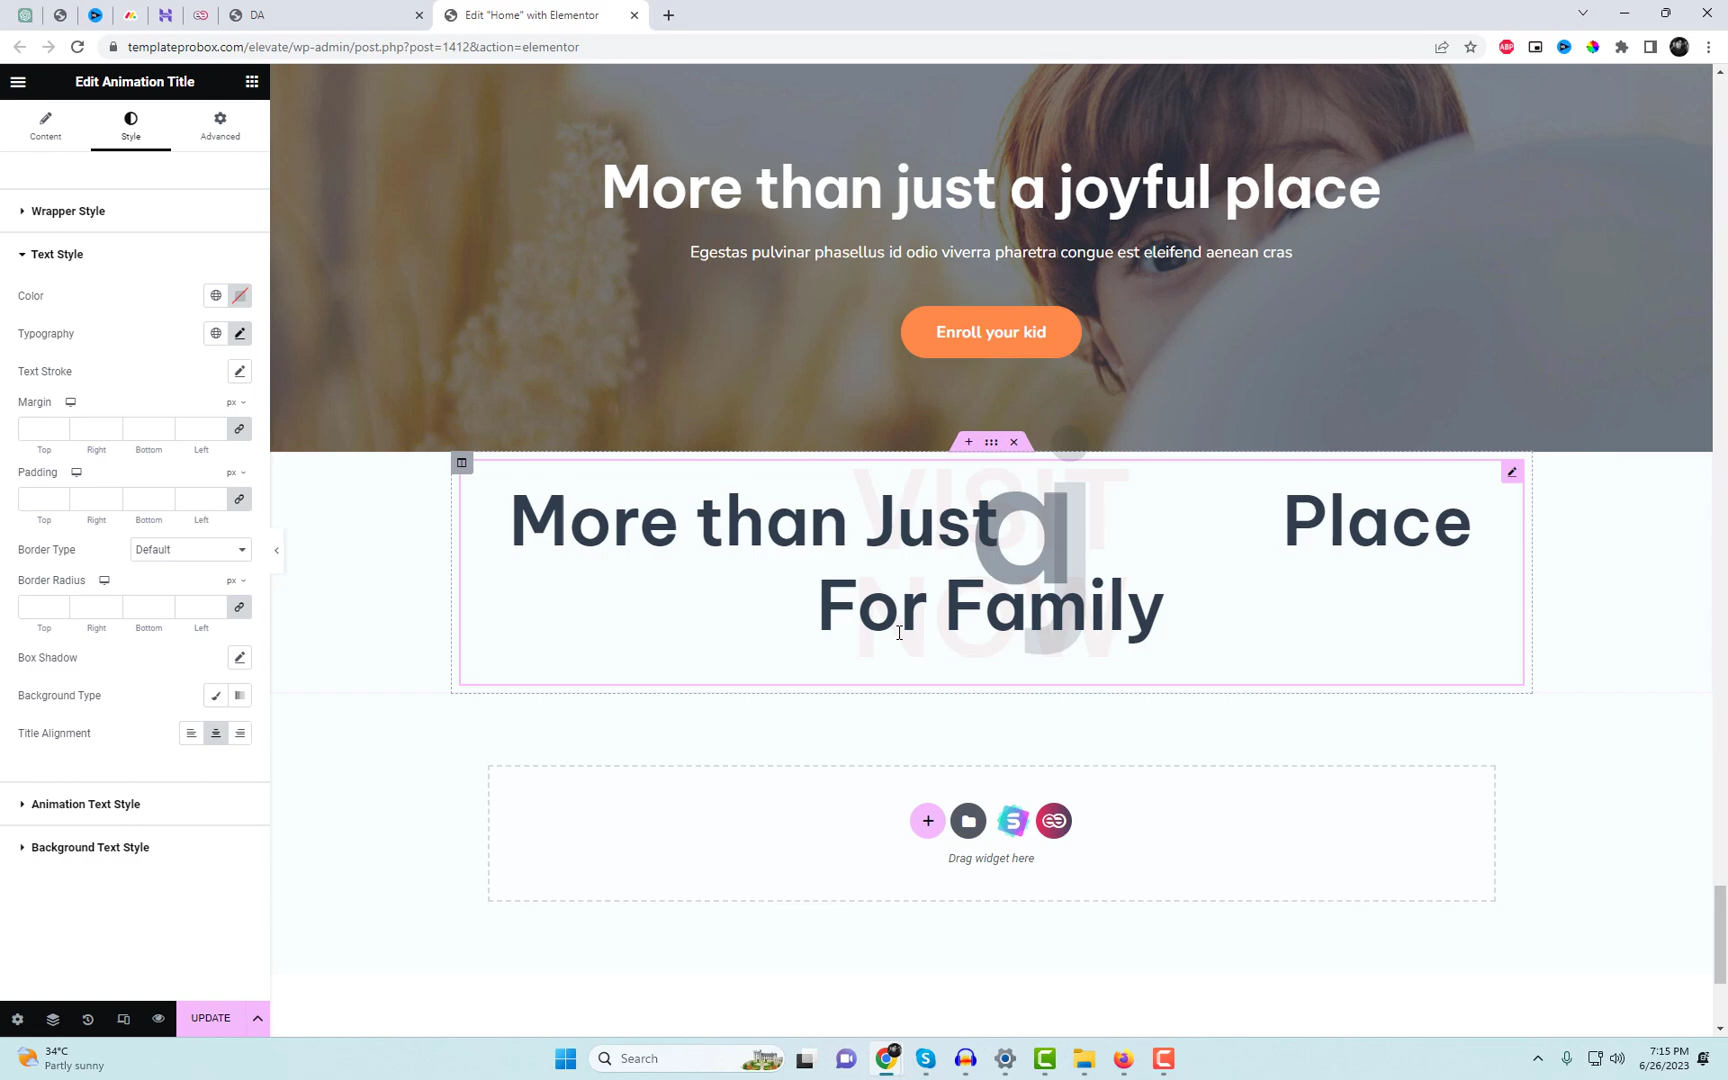 DA
Edit "Home" with Elementor
templateprobox.com/elevate/wp-admin/post.php?post=1412&action=elementor
ABP
Edit Animation Title
Content
Style
Advanced
Wrapper Style
Text Style
Color
Typography
Text Stroke
Margin
px
Top
Right
Bottom
Left
Padding
px
Top
Right
Bottom
Left
Border Type
Default
Border Radius
px
Top
Right
Bottom
Left
Box Shadow
Background Type
Title Alignment
Animation Text Style
Background Text Style
UPDATE
More than just a joyful place
Egestas pulvinar phasellus id odio viverra pharetra congue est eleifend aenean cras
Enroll your kid
VISIT
NOW
More than Just
a
j
Place
For Family
Drag widget here
34°C
Partly sunny
Search
7:15 PM
6/26/2023